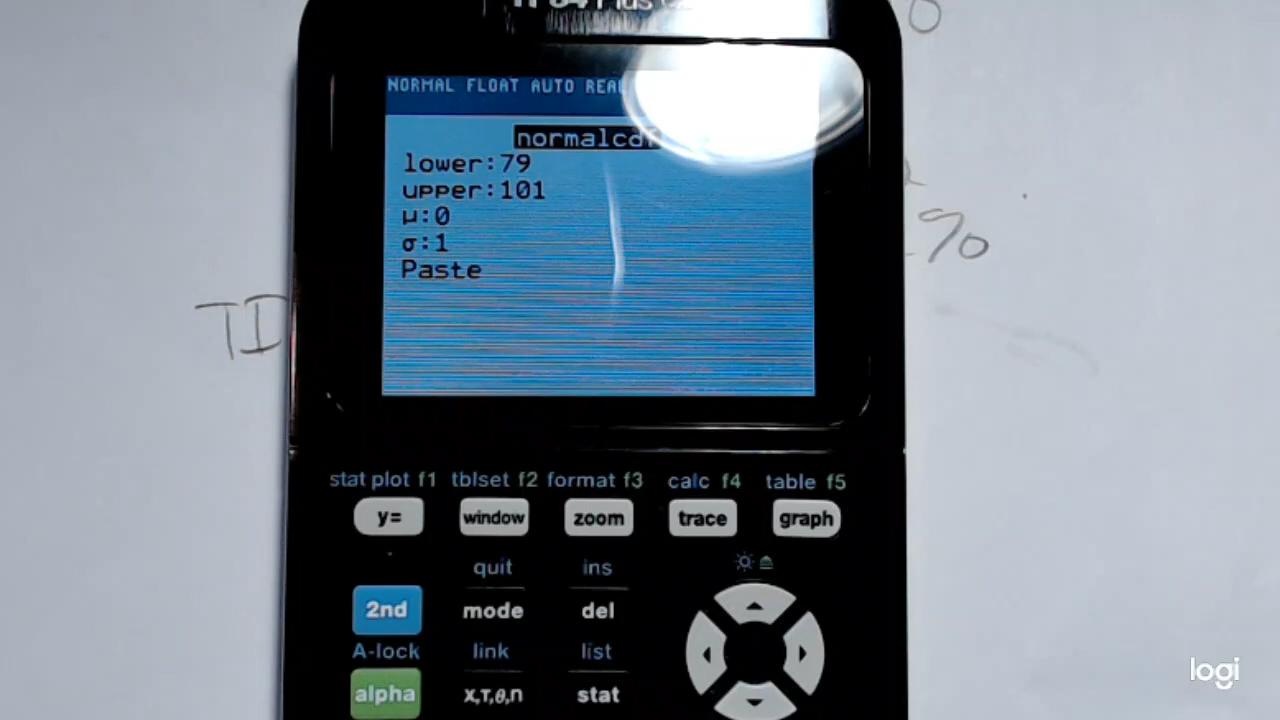 Plus
NORMAL FLOAT AUTO REAL
normalcdf
lower:79
upper:101
μ:0
σ:1
Paste
%
TI
stat plot f1 tblset f2 format f3 calc f4 table f5
y= window zoom trace graph
quit ins
2nd mode del
A-lock link list
alpha X,T,θ,n stat
logi